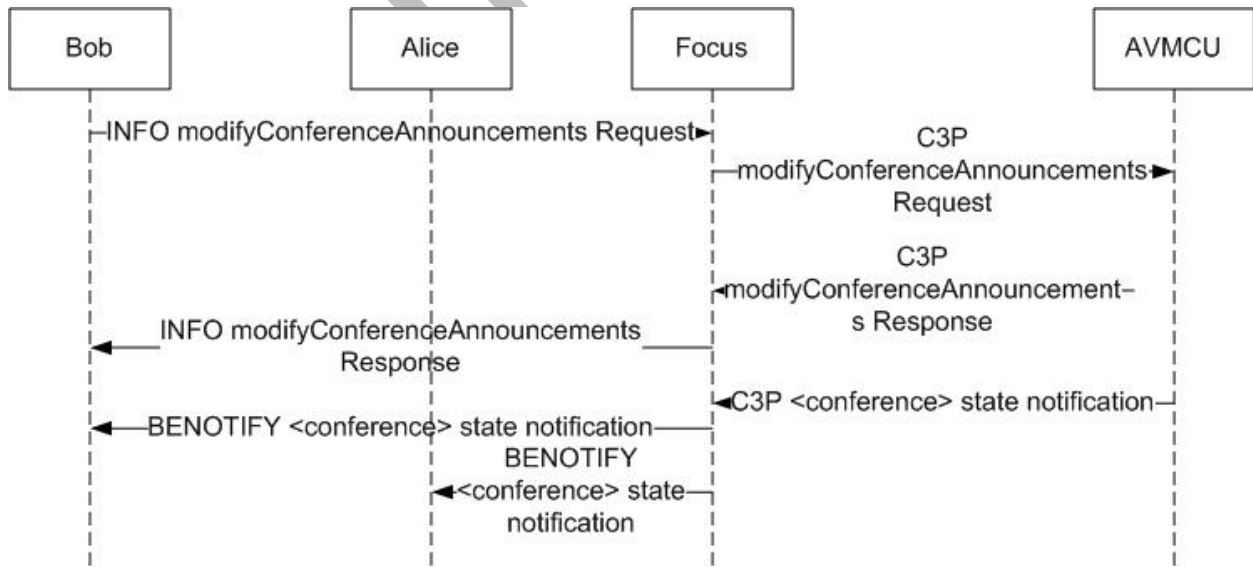 Bob
Alice
Focus
AVMCU
INFO modifyConferenceAnnouncements Request
C3P
modifyConferenceAnnouncements
Request
C3P
modifyConferenceAnnouncement
s Response
INFO modifyConferenceAnnouncements
Response
C3P <conference> state notification
BENOTIFY <conference> state notification
BENOTIFY
<conference> state
notification